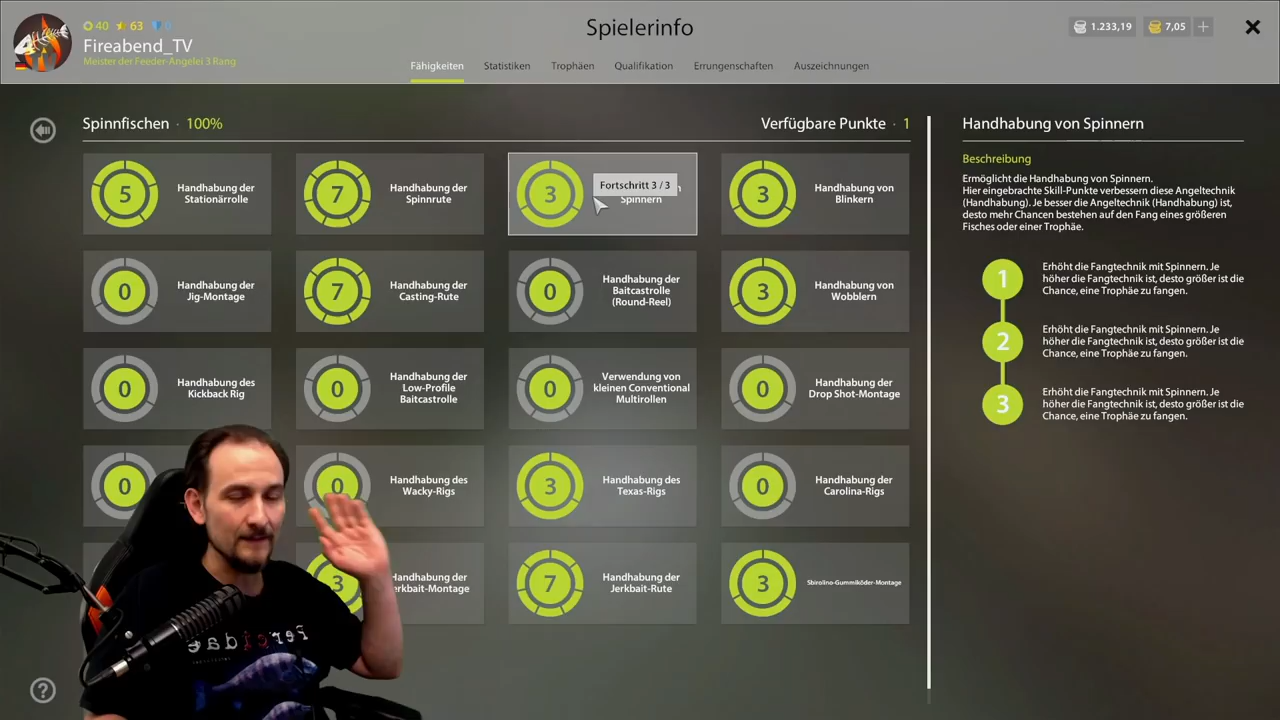 40 63 0
Fireabend_TV
Meister der Feeder-Angelei 3 Rang
Spielerinfo
1.233,19
7,05
Fähigkeiten Statistiken Trophäen Qualifikation Errungenschaften Auszeichnungen
Spinnfischen · 100%
Verfügbare Punkte · 1
5 Handhabung der
Stationärrolle
7 Handhabung der
Spinnrute
3 Fortschritt 3 / 3
Spinnern
3 Handhabung von
Blinkern
0 Handhabung der
Jig-Montage
7 Handhabung der
Casting-Rute
0 Handhabung der
Baitcastrolle
(Round-Reel)
3 Handhabung von
Wobblern
0 Handhabung des
Kickback Rig
0 Handhabung der
Low-Profile
Baitcastrolle
0 Verwendung von
kleinen Conventional
Multirollen
0 Handhabung der
Drop Shot-Montage
0
0 Handhabung des
Wacky-Rigs
3 Handhabung des
Texas-Rigs
0 Handhabung der
Carolina-Rigs
3 Handhabung der
Jerkbait-Montage
7 Handhabung der
Jerkbait-Rute
3 Sbirolino-Gummiköder-Montage
Handhabung von Spinnern
Beschreibung
Ermöglicht die Handhabung von Spinnern.
Hier eingebrachte Skill-Punkte verbessern diese Angeltechnik
(Handhabung). Je besser die Angeltechnik (Handhabung) ist,
desto mehr Chancen bestehen auf den Fang eines größeren
Fisches oder einer Trophäe.
1 Erhöht die Fangtechnik mit Spinnern. Je
höher die Fangtechnik ist, desto größer ist die
Chance, eine Trophäe zu fangen.
2 Erhöht die Fangtechnik mit Spinnern. Je
höher die Fangtechnik ist, desto größer ist die
Chance, eine Trophäe zu fangen.
3 Erhöht die Fangtechnik mit Spinnern. Je
höher die Fangtechnik ist, desto größer ist die
Chance, eine Trophäe zu fangen.
?